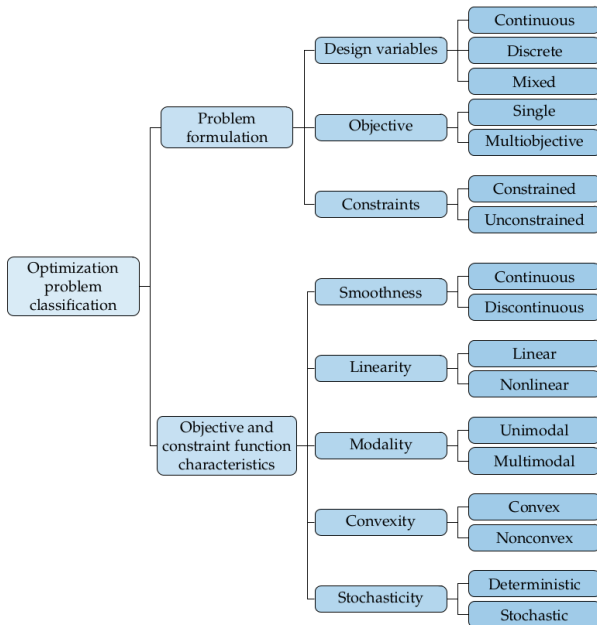 Optimization
problem
classification
Problem
formulation
Design variables
Continuous
Discrete
Mixed
Objective
Single
Multiobjective
Constraints
Constrained
Unconstrained
Objective and
constraint function
characteristics
Smoothness
Continuous
Discontinuous
Linearity
Linear
Nonlinear
Modality
Unimodal
Multimodal
Convexity
Convex
Nonconvex
Stochasticity
Deterministic
Stochastic